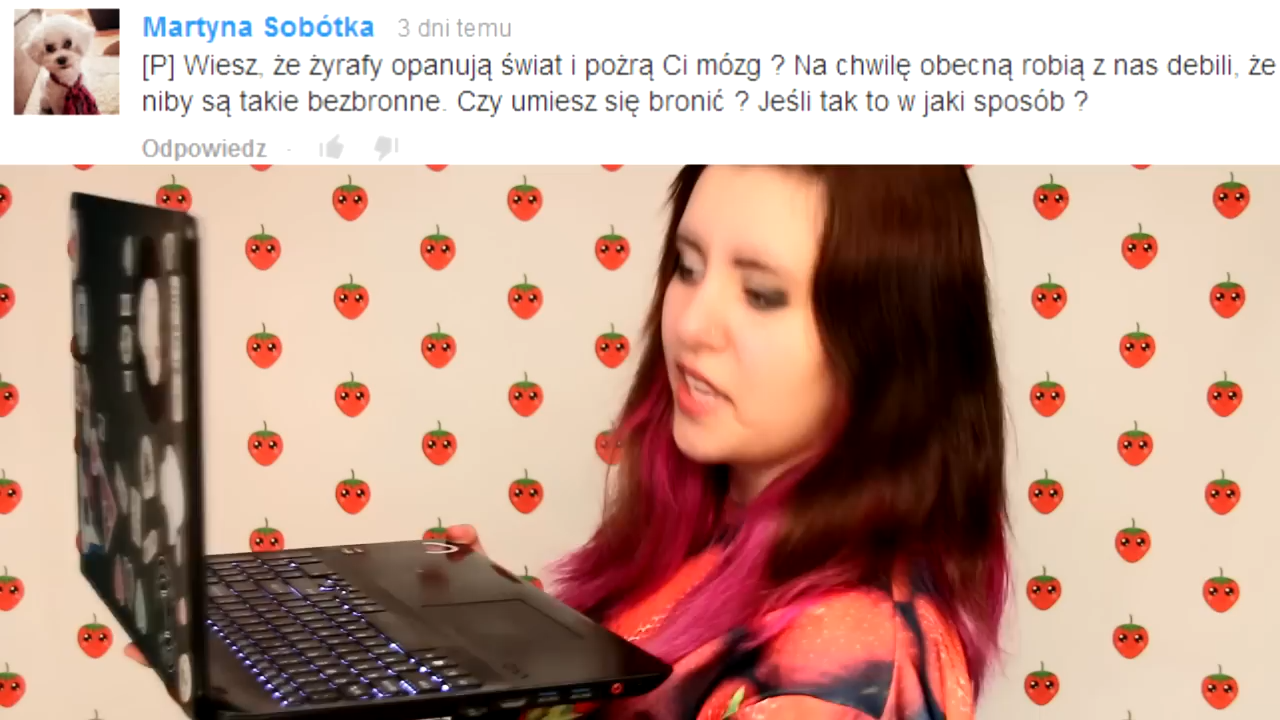 Martyna Sobótka 3 dni temu
[P] Wiesz, że żyrafy opanują świat i pożrą Ci mózg ? Na chwilę obecną robią z nas debili, że
niby są takie bezbronne. Czy umiesz się bronić ? Jeśli tak to w jaki sposób ?
Odpowiedz